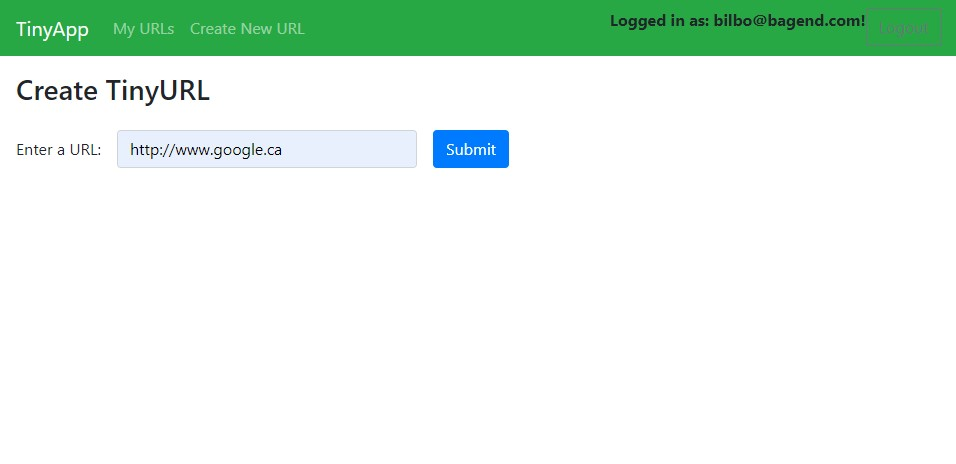 TinyApp My URLs Create New URL Logged in as: bilbo@bagend.com! Logout
Create TinyURL
Enter a URL: http://www.google.ca Submit